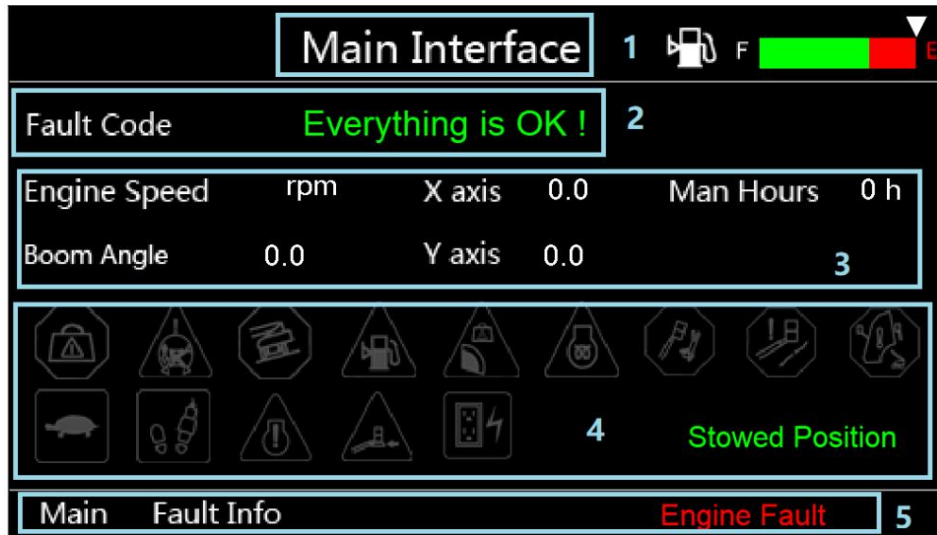 Main Interface 1 F E
Fault Code Everything is OK ! 2
Engine Speed rpm X axis 0.0 Man Hours 0 h
Boom Angle 0.0 Y axis 0.0 3
4 Stowed Position
Main Fault Info Engine Fault 5